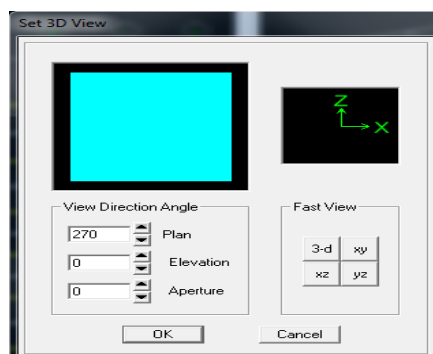 Set 3D View
Z
X
View Direction Angle
270 Plan
0 Elevation
0 Aperture
Fast View
3-d xy
xz yz
OK Cancel